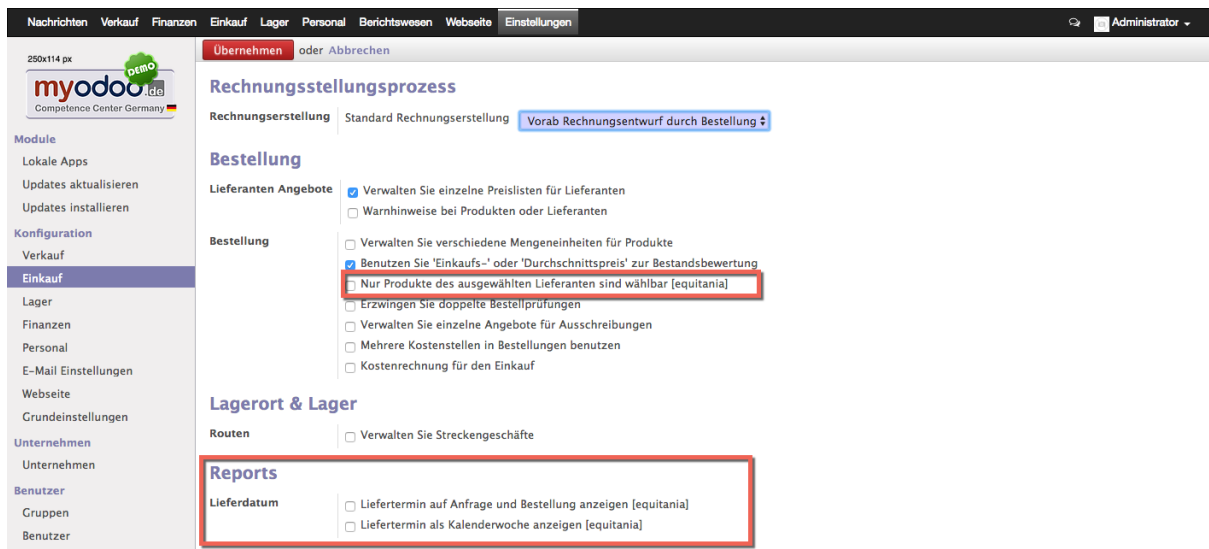 Nachrichten Verkauf Finanzen Einkauf Lager Personal Berichtswesen Webseite Einstellungen Administrator
250x114 px
DEMO
myodoo.de
Competence Center Germany
Module
Lokale Apps
Updates aktualisieren
Updates installieren
Konfiguration
Verkauf
Einkauf
Lager
Finanzen
Personal
E-Mail Einstellungen
Webseite
Grundeinstellungen
Unternehmen
Unternehmen
Benutzer
Gruppen
Benutzer
Übernehmen oder Abbrechen
Rechnungsstellungsprozess
Rechnungserstellung Standard Rechnungserstellung Vorab Rechnungsentwurf durch Bestellung
Bestellung
Lieferanten Angebote Verwalten Sie einzelne Preislisten für Lieferanten
Warnhinweise bei Produkten oder Lieferanten
Bestellung Verwalten Sie verschiedene Mengeneinheiten für Produkte
Benutzen Sie 'Einkaufs-' oder 'Durchschnittspreis' zur Bestandsbewertung
Nur Produkte des ausgewählten Lieferanten sind wählbar [equitania]
Erzwingen Sie doppelte Bestellprüfungen
Verwalten Sie einzelne Angebote für Ausschreibungen
Mehrere Kostenstellen in Bestellungen benutzen
Kostenrechnung für den Einkauf
Lagerort & Lager
Routen Verwalten Sie Streckengeschäfte
Reports
Lieferdatum Liefertermin auf Anfrage und Bestellung anzeigen [equitania]
Liefertermin als Kalenderwoche anzeigen [equitania]